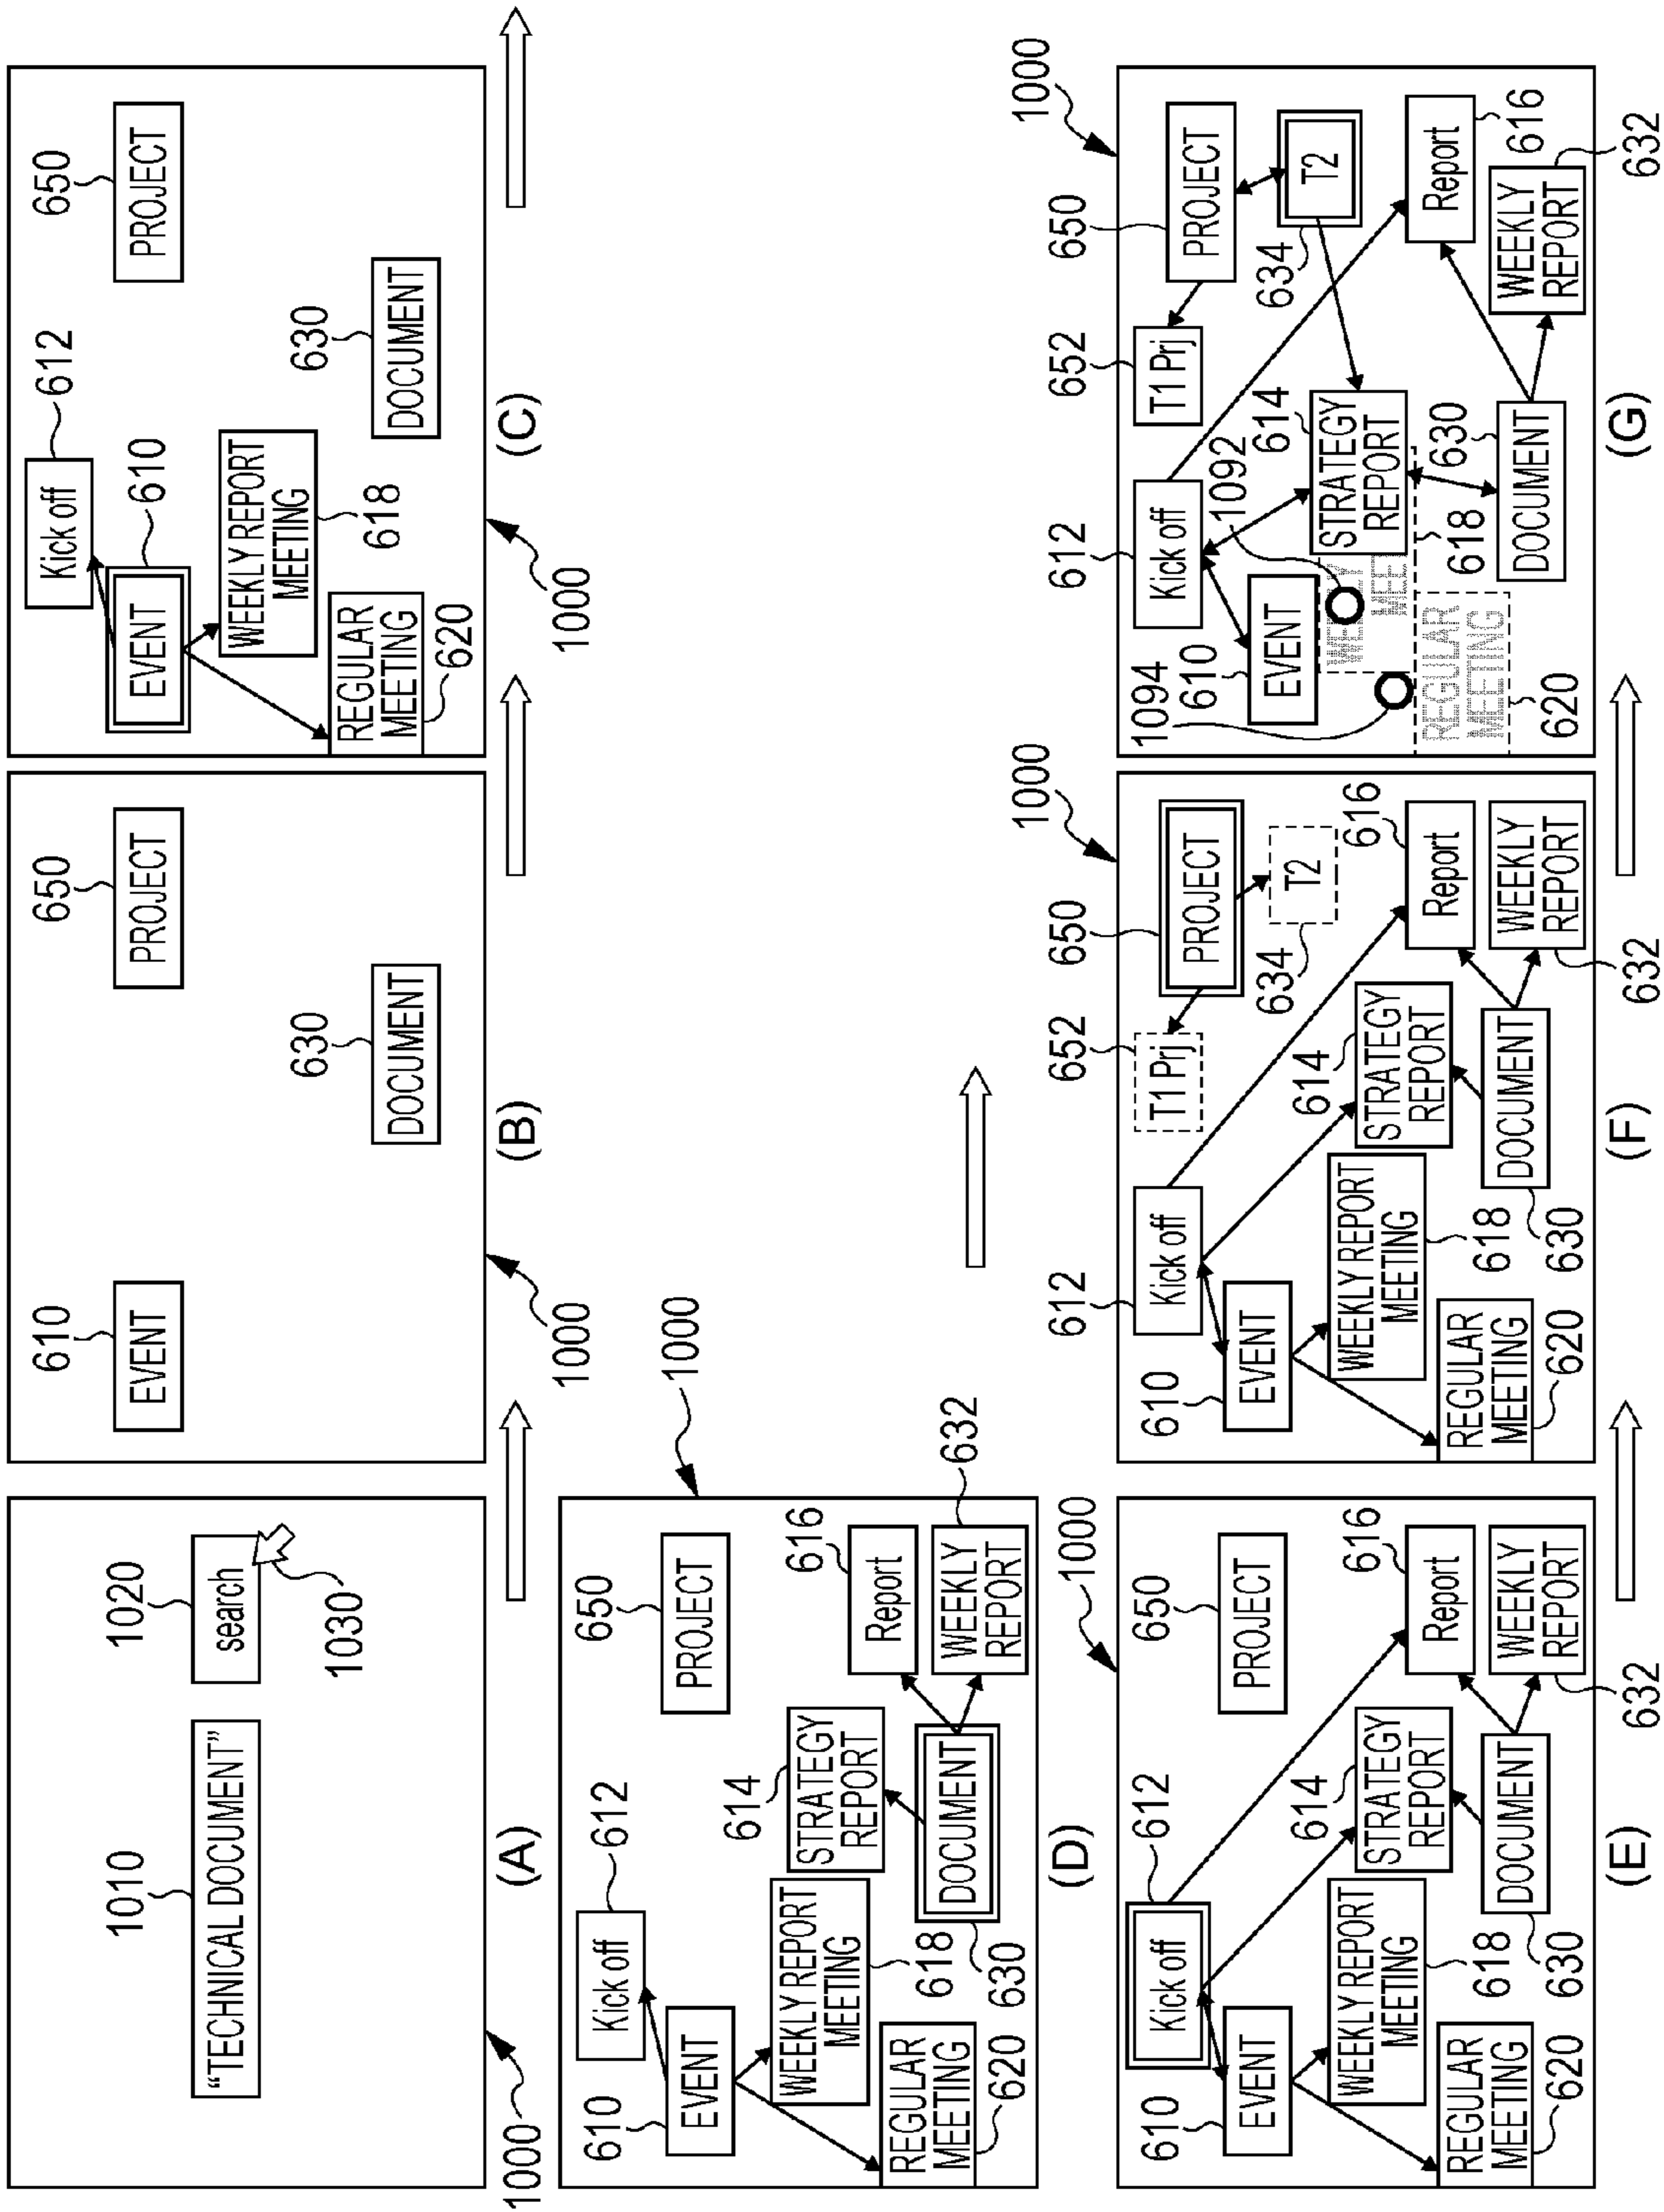 1010
1020
"TECHNICAL DOCUMENT"
search
1030
1000
(A)
610
650
EVENT
PROJECT
630
DOCUMENT
1000
(B)
612
650
Kick off
610
PROJECT
EVENT
630
WEEKLY REPORT
MEETING
618
DOCUMENT
REGULAR
MEETING
620
1000
(C)
1000
612
650
Kick off
610
PROJECT
EVENT
614
616
WEEKLY REPORT
MEETING
STRATEGY
REPORT
Report
632
618
REGULAR
MEETING
DOCUMENT
WEEKLY
REPORT
620
630
(D)
1000
612
650
Kick off
610
PROJECT
EVENT
614
616
WEEKLY REPORT
MEETING
STRATEGY
REPORT
Report
618
REGULAR
MEETING
DOCUMENT
WEEKLY
REPORT
620
630
632
(E)
1000
612
652
650
Kick off
T1 Prj
PROJECT
610
634
T2
EVENT
614
616
WEEKLY REPORT
MEETING
STRATEGY
REPORT
Report
618
REGULAR
MEETING
DOCUMENT
WEEKLY
REPORT
620
630
632
(F)
1000
612
652
650
1094
Kick off
T1 Prj
PROJECT
610
1092
614
634
T2
EVENT
STRATEGY
REPORT
Report
616
REGULAR
MEETING
618
630
DOCUMENT
WEEKLY
REPORT
620
632
(G)